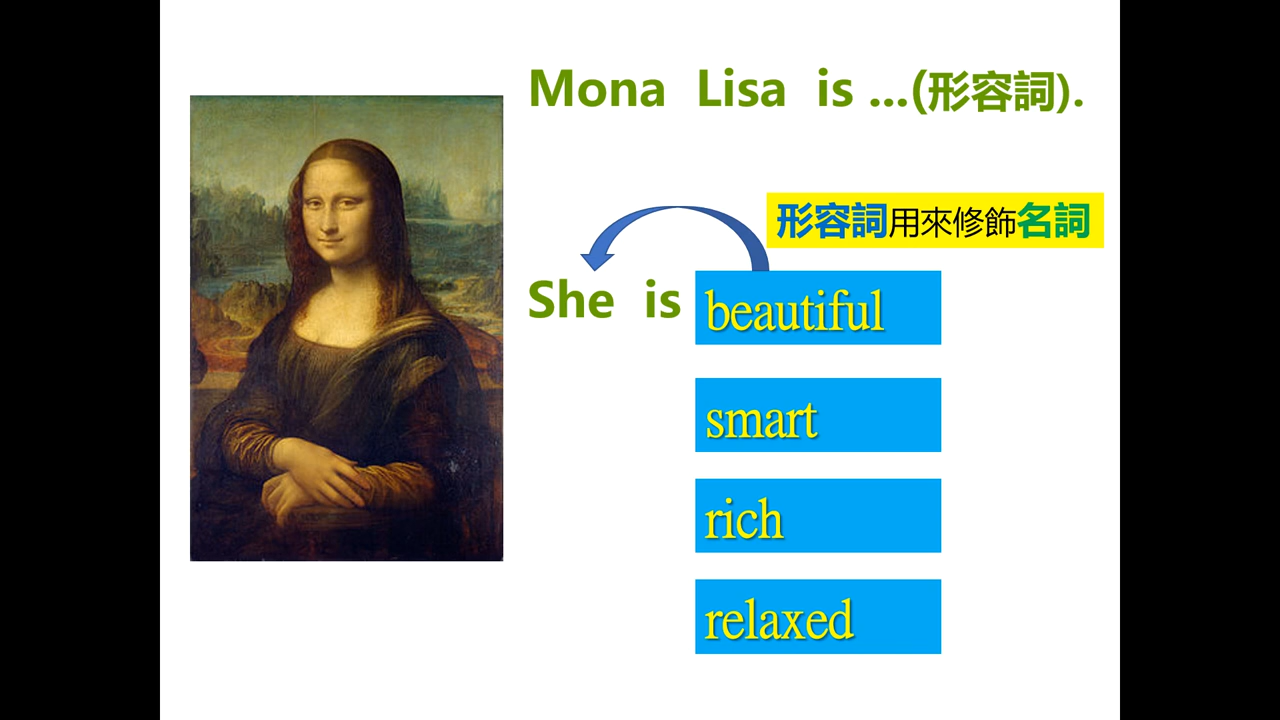 Mona Lisa is ...(形容詞).
形容詞用來修飾名詞
She is beautiful
smart
rich
relaxed